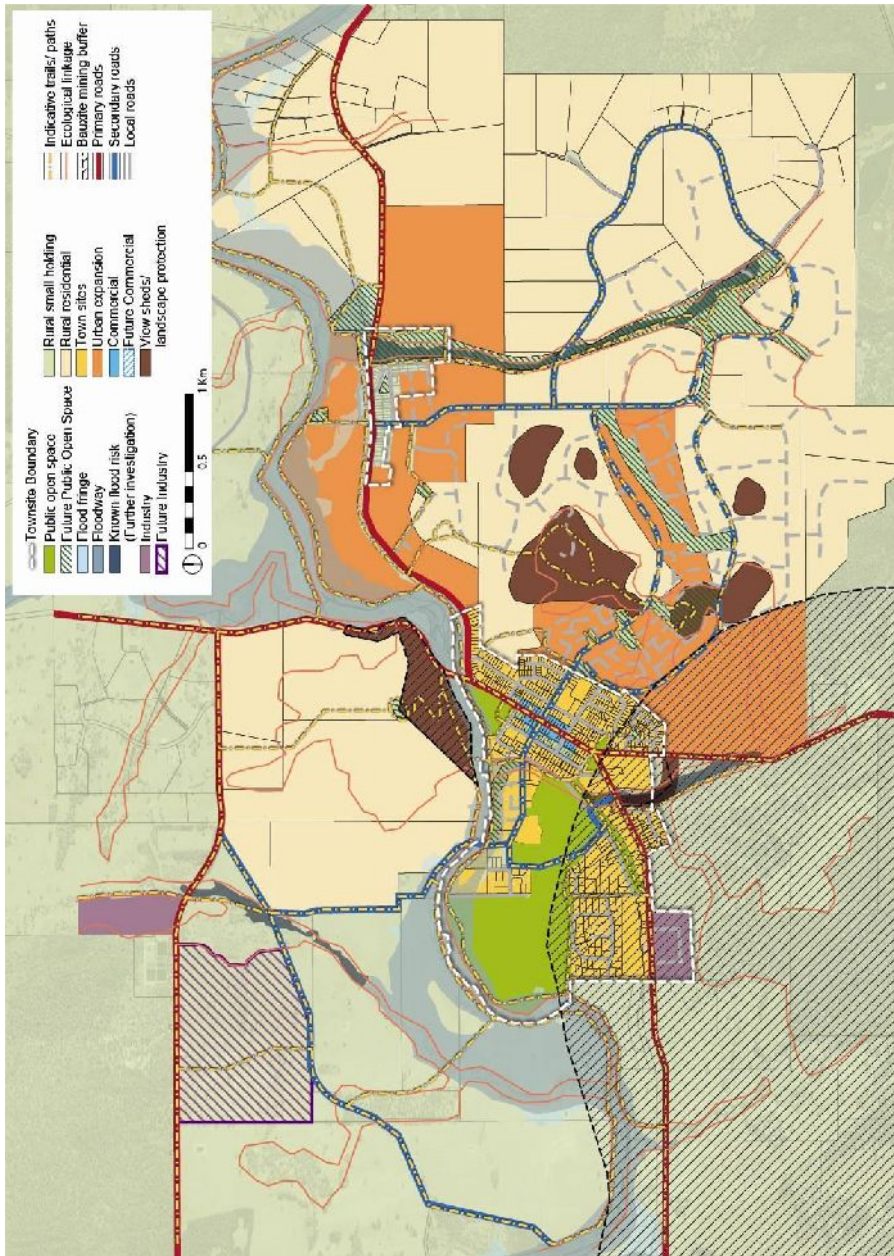 Townsite Boundary
Public open space
Future Public Open Space
Flood fringe
Floodway
Known flood risk
(Further investigation)
Industry
Future Industry
Rural small holding
Rural residential
Town sites
Urban expansion
Commercial
Future Commercial
View sheds/
landscape protection
Indicative trails/ paths
Ecological linkage
Bauxite mining buffer
Primary roads
Secondary roads
Local roads
0 0.5 1 Km